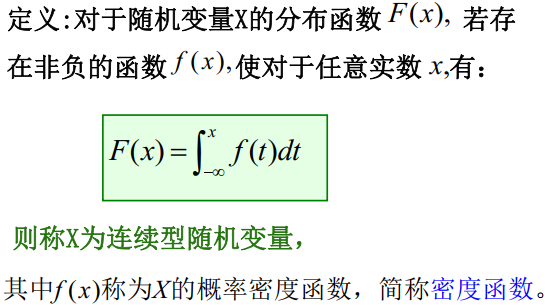 定义:对于随机变量X的分布函数 F(x), 若存
在非负的函数 f(x), 使对于任意实数 x,有:
F(x) = ∫_{-∞}^{x} f(t)dt
则称X为连续型随机变量,
其中f(x)称为X的概率密度函数, 简称密度函数。